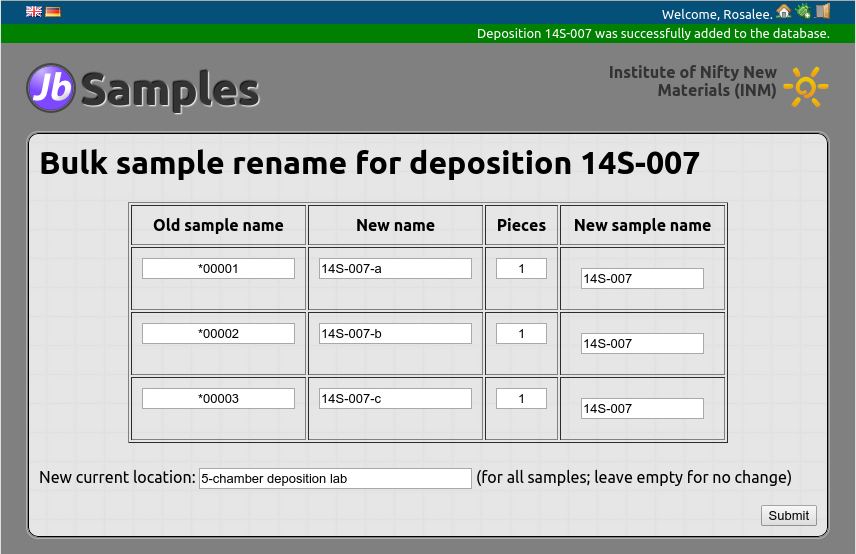 Welcome, Rosalee.
Deposition 14S-007 was successfully added to the database.
Jb Samples
Institute of Nifty New
Materials (INM)
Bulk sample rename for deposition 14S-007
Old sample name New name Pieces New sample name
*00001 14S-007-a 1 14S-007
*00002 14S-007-b 1 14S-007
*00003 14S-007-c 1 14S-007
New current location: 5-chamber deposition lab (for all samples; leave empty for no change)
Submit